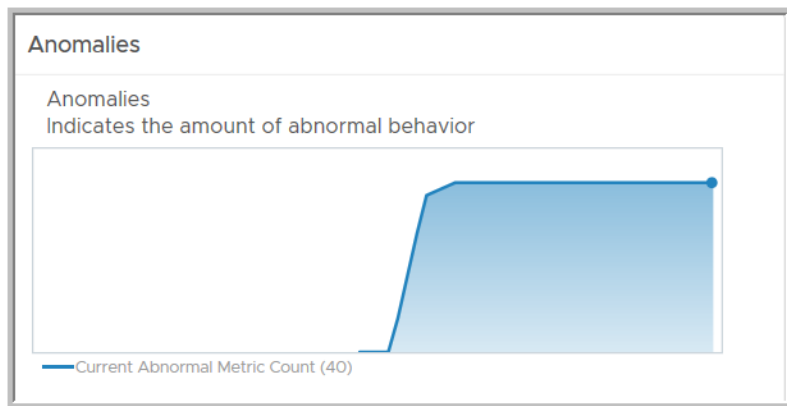 Anomalies
Anomalies
Indicates the amount of abnormal behavior
Current Abnormal Metric Count (40)